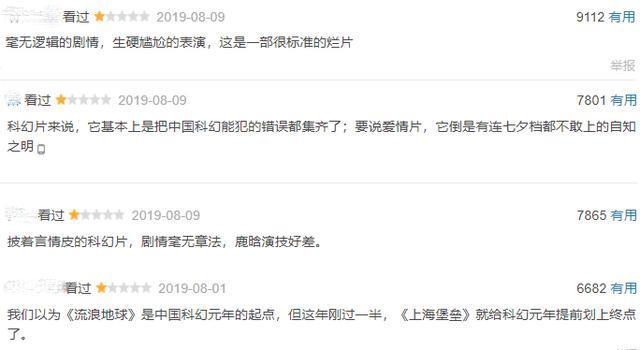 看过 2019-08-09 9112 有用
毫无逻辑的剧情，生硬尴尬的表演，这是一部很标准的烂片
举报
看过 2019-08-09 7801 有用
科幻片来说，它基本上是把中国科幻能犯的错误都集齐了；要说爱情片，它倒是有连七夕档都不敢上的自知
之明
看过 2019-08-09 7865 有用
披着言情皮的科幻片，剧情毫无章法，鹿晗演技好差。
看过 2019-08-01 6682 有用
我们以为《流浪地球》是中国科幻元年的起点，但这年刚过一半，《上海堡垒》就给科幻元年提前划上终点
了。